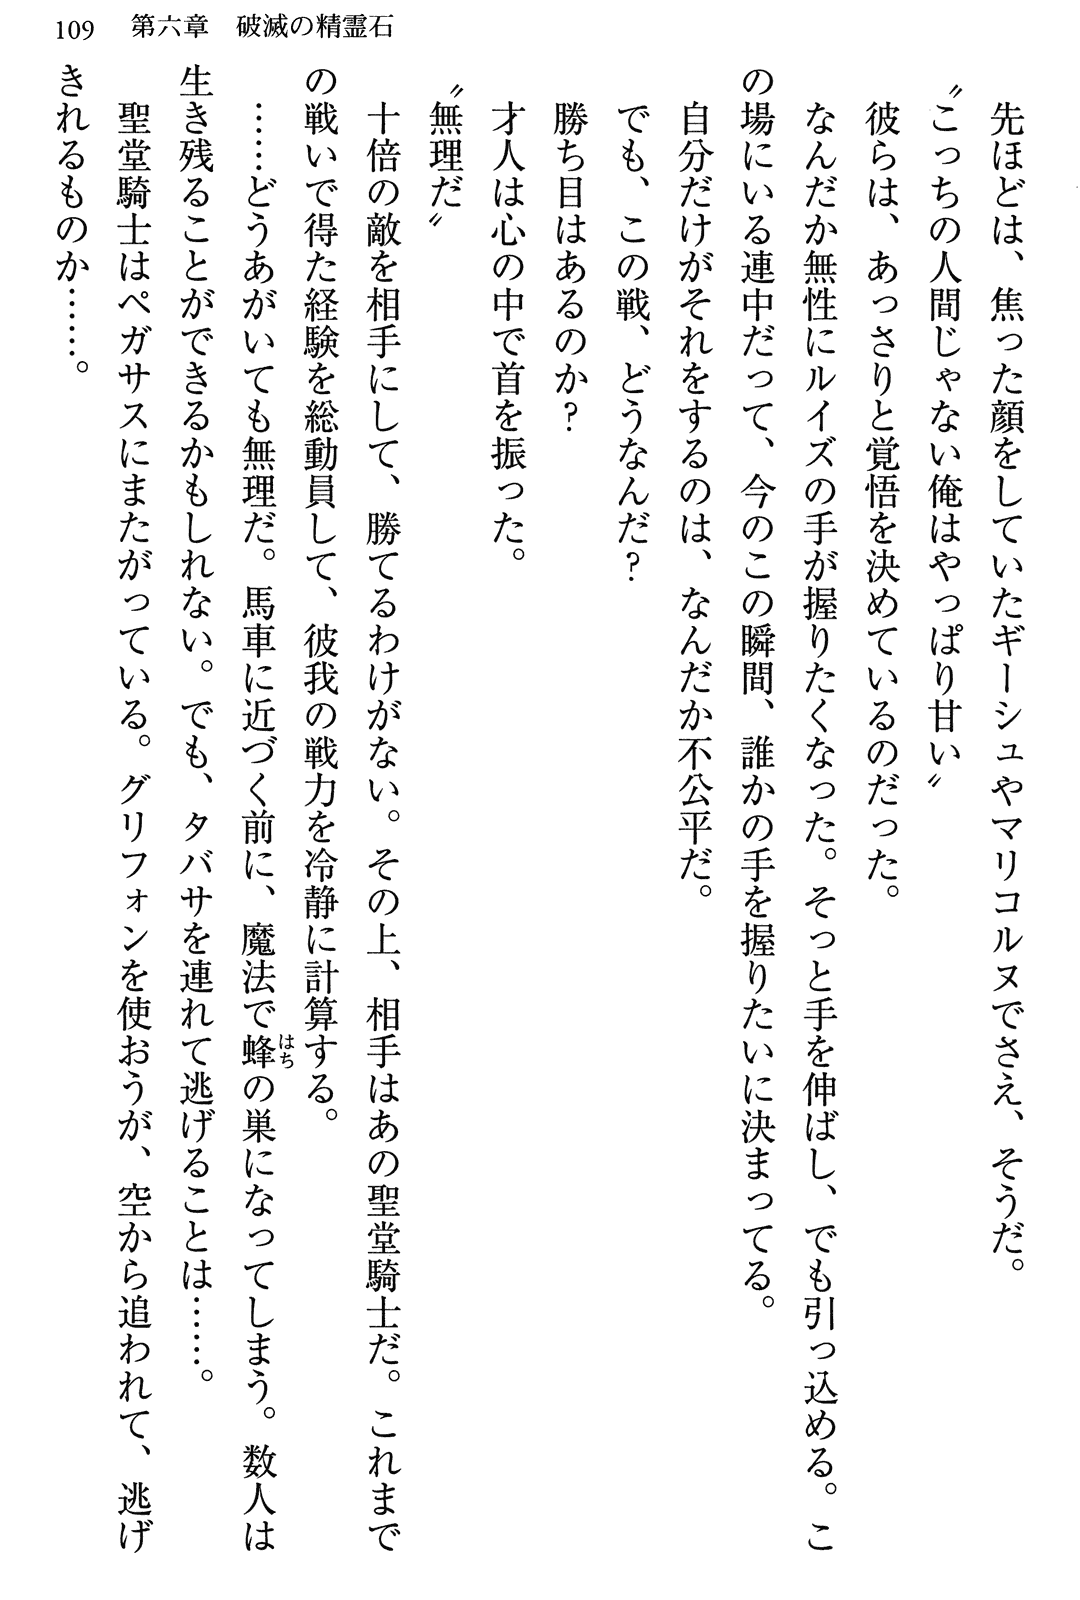 109　第六章　破滅の精霊石
　先ほどは、焦った顔をしていたギーシュやマリコルヌでさえ、そうだ。
〝こっちの人間じゃない俺はやっぱり甘い〟
　彼らは、あっさりと覚悟を決めているのだった。
　なんだか無性にルイズの手が握りたくなった。そっと手を伸ばし、でも引っ込める。こ
の場にいる連中だって、今のこの瞬間、誰かの手を握りたいに決まってる。
　自分だけがそれをするのは、なんだか不公平だ。
　でも、この戦、どうなんだ？
　勝ち目はあるのか？
　才人は心の中で首を振った。
〝無理だ〟
　十倍の敵を相手にして、勝てるわけがない。その上、相手はあの聖堂騎士だ。これまで
の戦いで得た経験を総動員して、彼我の戦力を冷静に計算する。
　……どうあがいても無理だ。馬車に近づく前に、魔法で蜂はちの巣になってしまう。数人は
生き残ることができるかもしれない。でも、タバサを連れて逃げることは……。
　聖堂騎士はペガサスにまたがっている。グリフォンを使おうが、空から追われて、逃げ
きれるものか……。